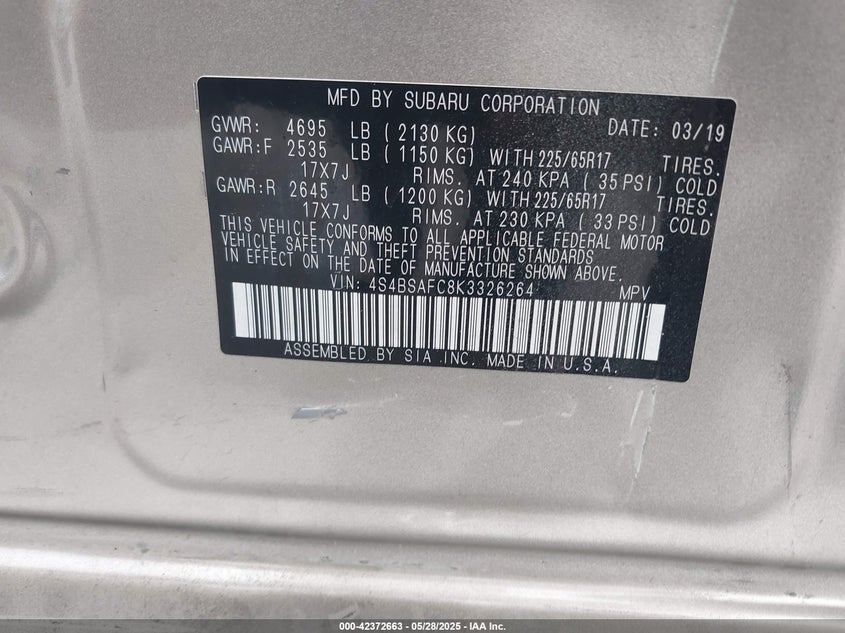 MFD BY SUBARU CORPORATION
GVWR: 4695 LB ( 2130 KG) DATE: 03/19
GAWR:F 2535 LB ( 1150 KG) WITH 225/65R17 TIRES.
17X7J RIMS. AT 240 KPA ( 35 PSI) COLD
GAWR:R 2645 LB ( 1200 KG) WITH 225/65R17 TIRES.
17X7J RIMS. AT 230 KPA ( 33 PSI) COLD
THIS VEHICLE CONFORMS TO ALL APPLICABLE FEDERAL MOTOR
VEHICLE SAFETY AND THEFT PREVENTION STANDARDS
IN EFFECT ON THE DATE OF MANUFACTURE SHOWN ABOVE.
VIN: 4S4BSAFC8K3326264 MPV
ASSEMBLED BY SIA INC. MADE IN U.S.A.
000-42372663 - 05/28/2025 - IAA Inc.